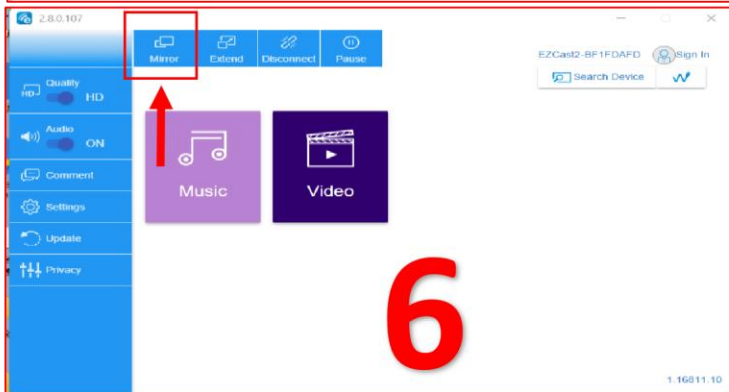 2.8.0.107
Mirror Extend Disconnect Pause
EZCast2-BF1FDAFD Sign In
Search Device
Quality
HD HD
Audio
ON
Comment
Settings
Update
Privacy
Music Video
6
1.16811.10